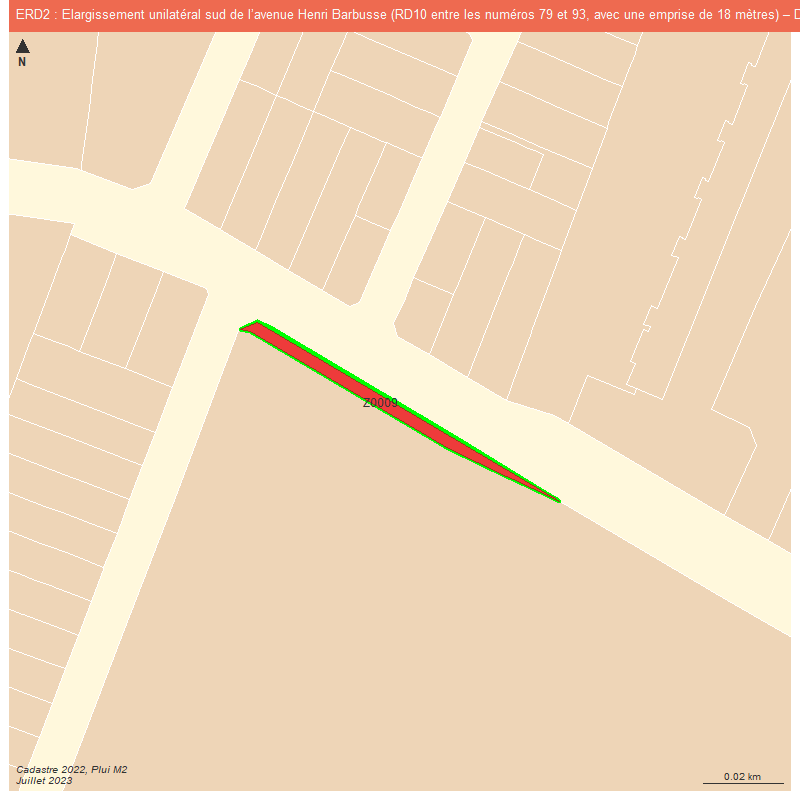 ERD2 : Elargissement unilatéral sud de l'avenue Henri Barbusse (RD10 entre les numéros 79 et 93, avec une emprise de 18 mètres) – D
N
Z0009
Cadastre 2022, Plui M2
Juillet 2023
0.02 km